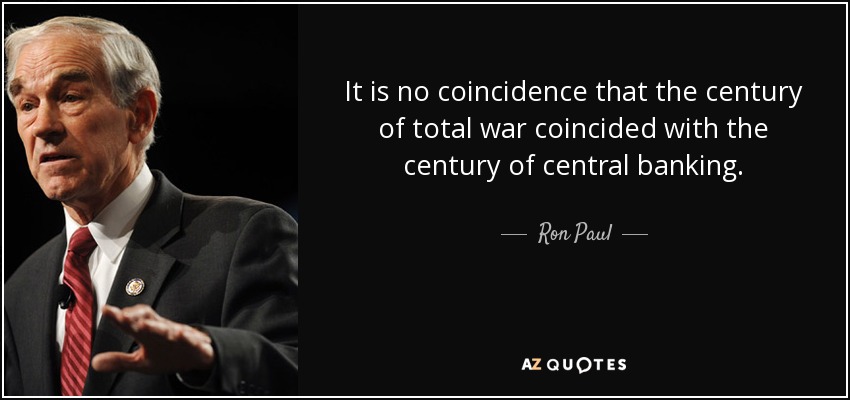 It is no coincidence that the century
of total war coincided with the
century of central banking.
Ron Paul
AZ QUOTES